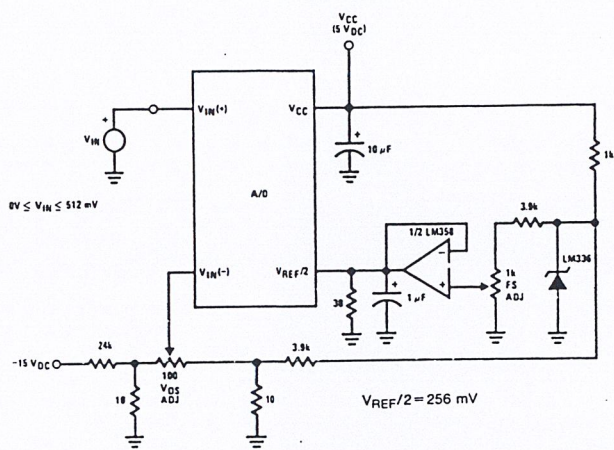 VCC
(5 VDC)
VIN(+)
VCC
+
VIN
+
10 µF
1k
A/D
0V ≤ VIN ≤ 512 mV
3.9k
1/2 LM358
−
LM336
VIN(−)
VREF/2
+
1k
FS
ADJ
+
1 µF
30
24k
−15 VDC
3.9k
100
VOS
ADJ
10
10
VREF/2=256 mV